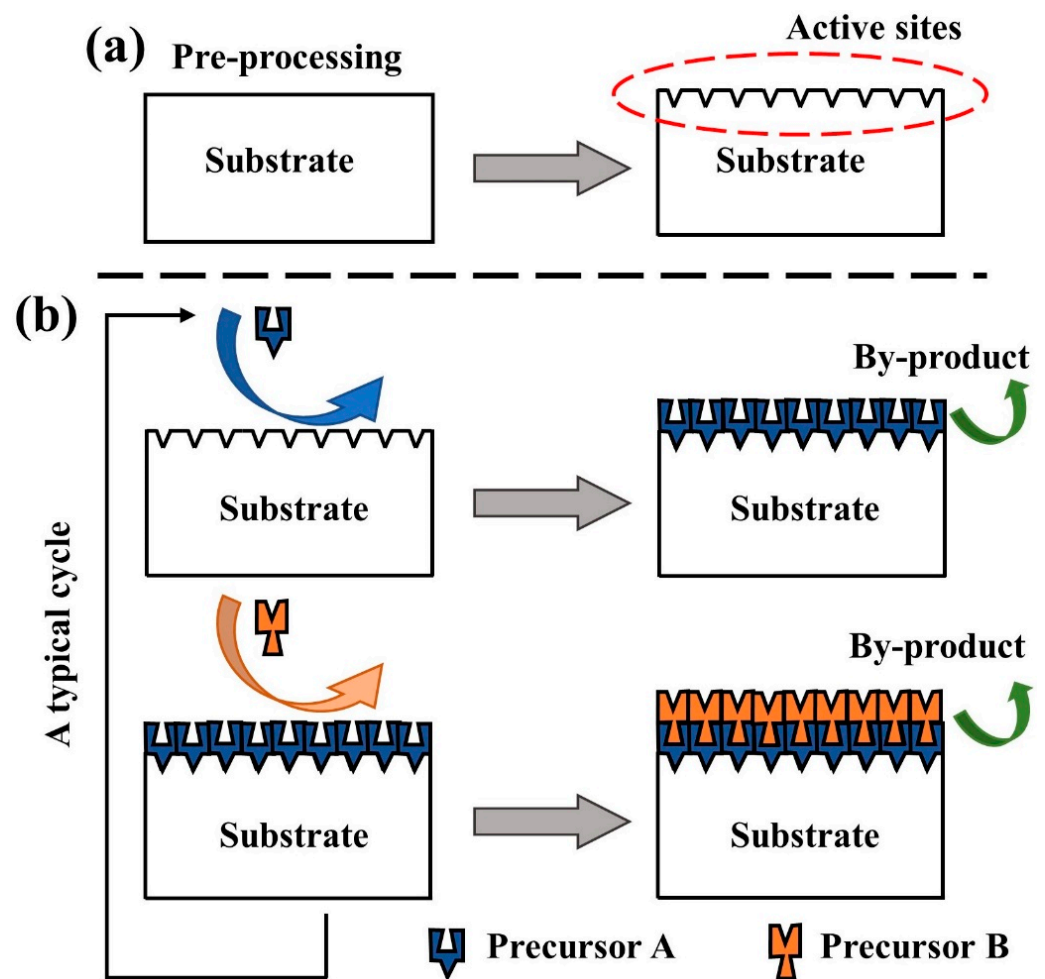 (a)
Pre-processing
Active sites
Substrate
Substrate
(b)
By-product
Substrate
Substrate
A typical cycle
By-product
Substrate
Substrate
Precursor A
Precursor B